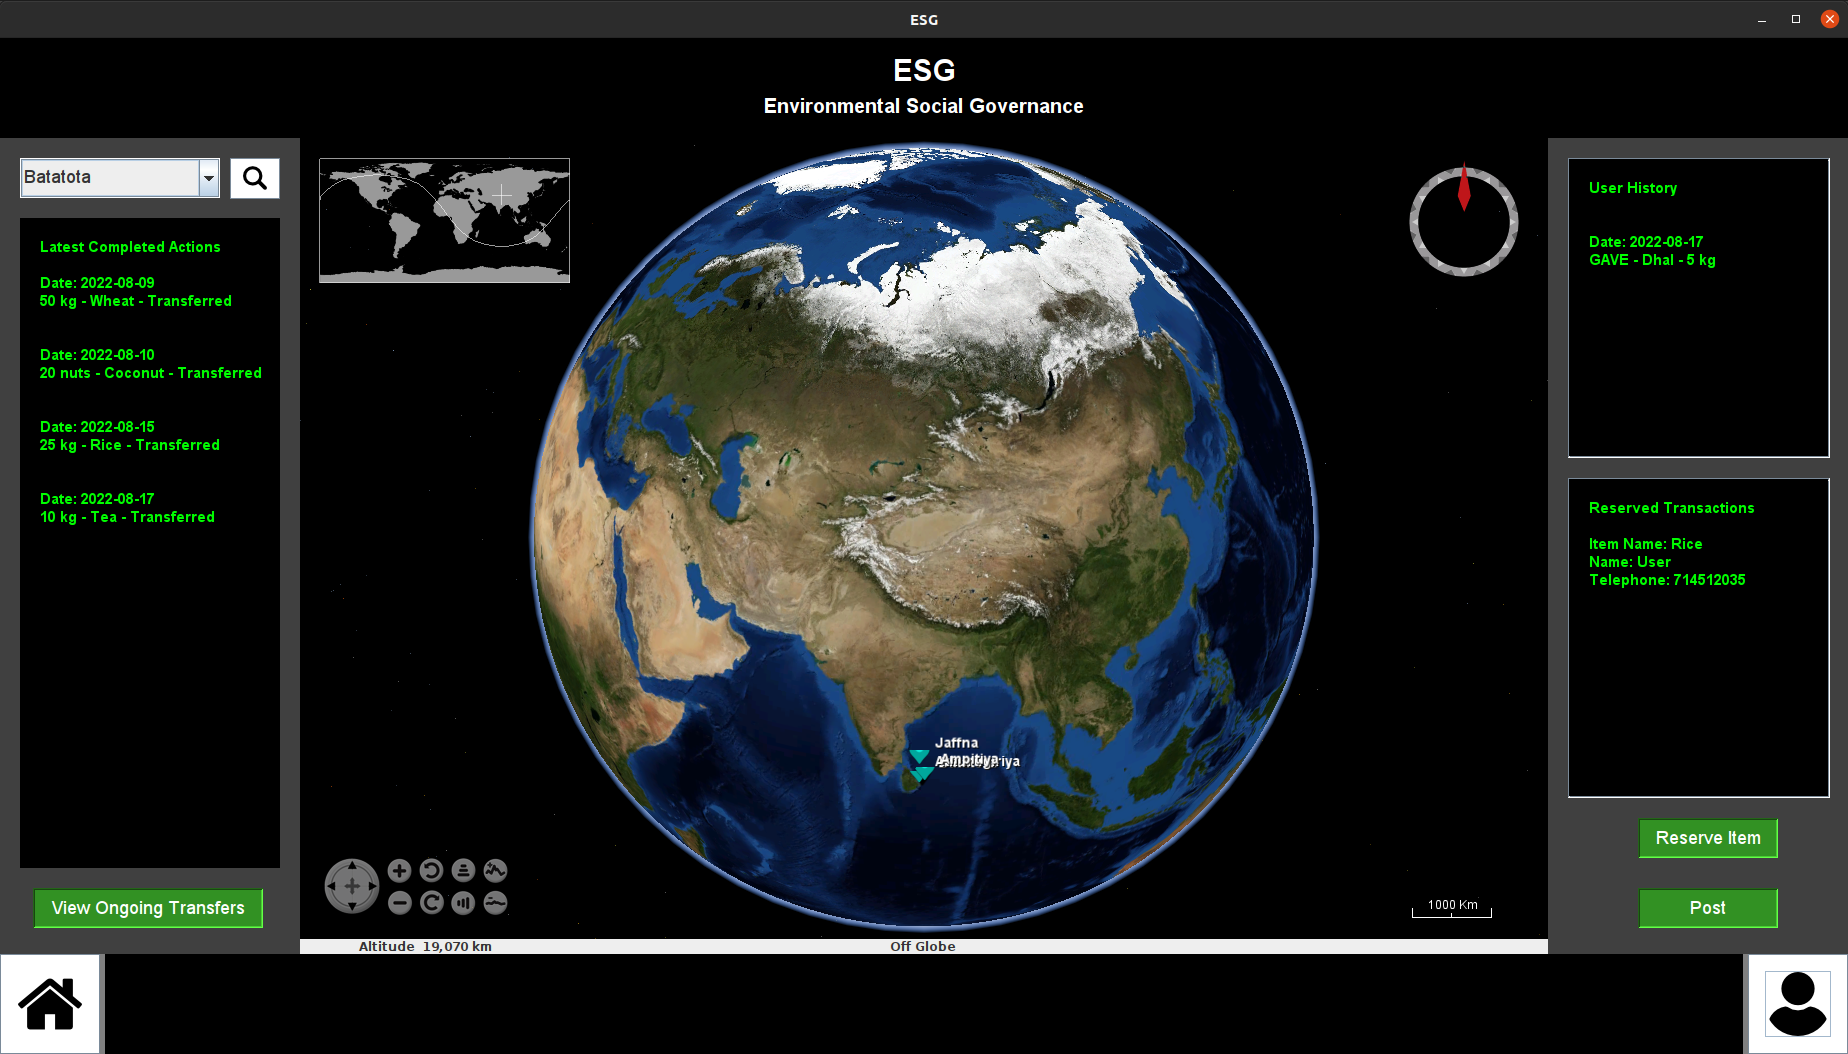 ESG
ESG
Environmental Social Governance
Batatota
Latest Completed Actions
Date: 2022-08-09
50 kg - Wheat - Transferred
Date: 2022-08-10
20 nuts - Coconut - Transferred
Date: 2022-08-15
25 kg - Rice - Transferred
Date: 2022-08-17
10 kg - Tea - Transferred
View Ongoing Transfers
Jaffna
Ampitiya
1000 Km
Altitude 19,070 km
Off Globe
User History
Date: 2022-08-17
GAVE - Dhal - 5 kg
Reserved Transactions
Item Name: Rice
Name: User
Telephone: 714512035
Reserve Item
Post